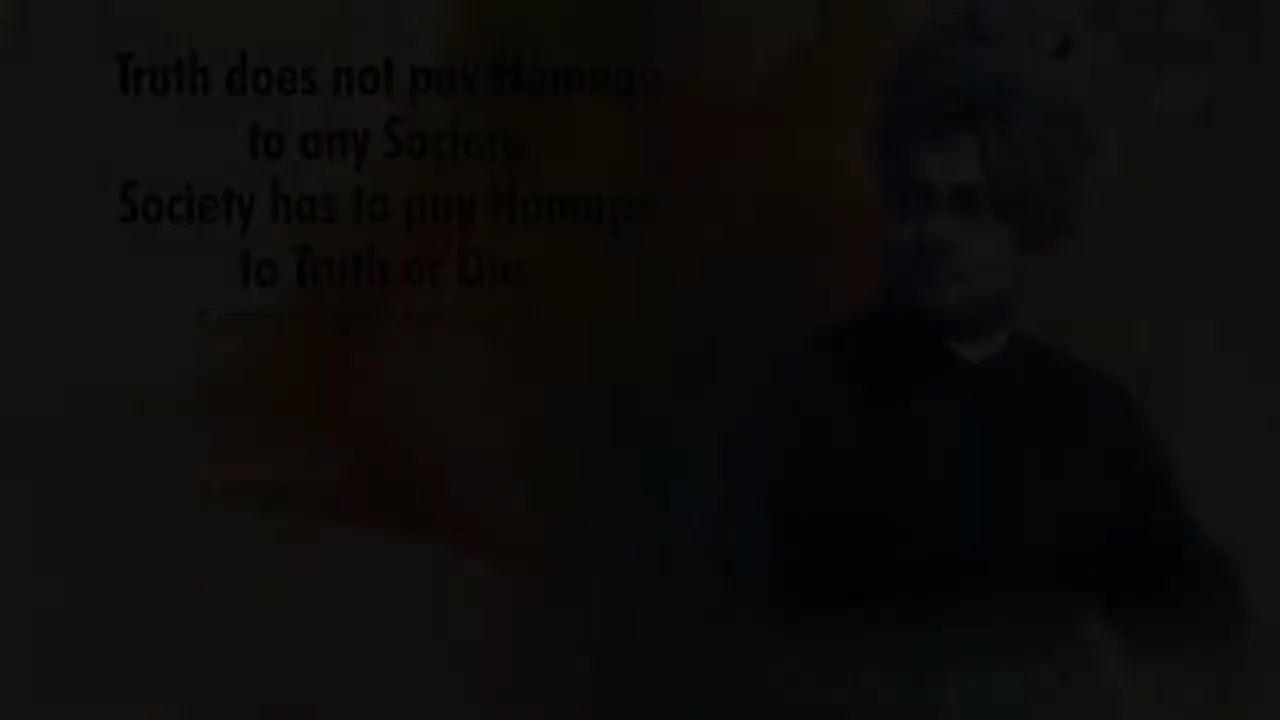 Truth does not pay Homage
to any Society.
Society has to pay Homage
to Truth or Die.